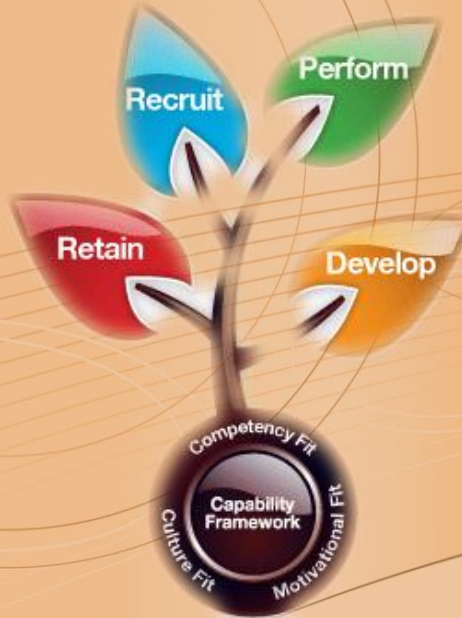 Perform
Recruit
Retain
Develop
Competency Fit
Capability
Framework
Culture Fit
Motivational Fit